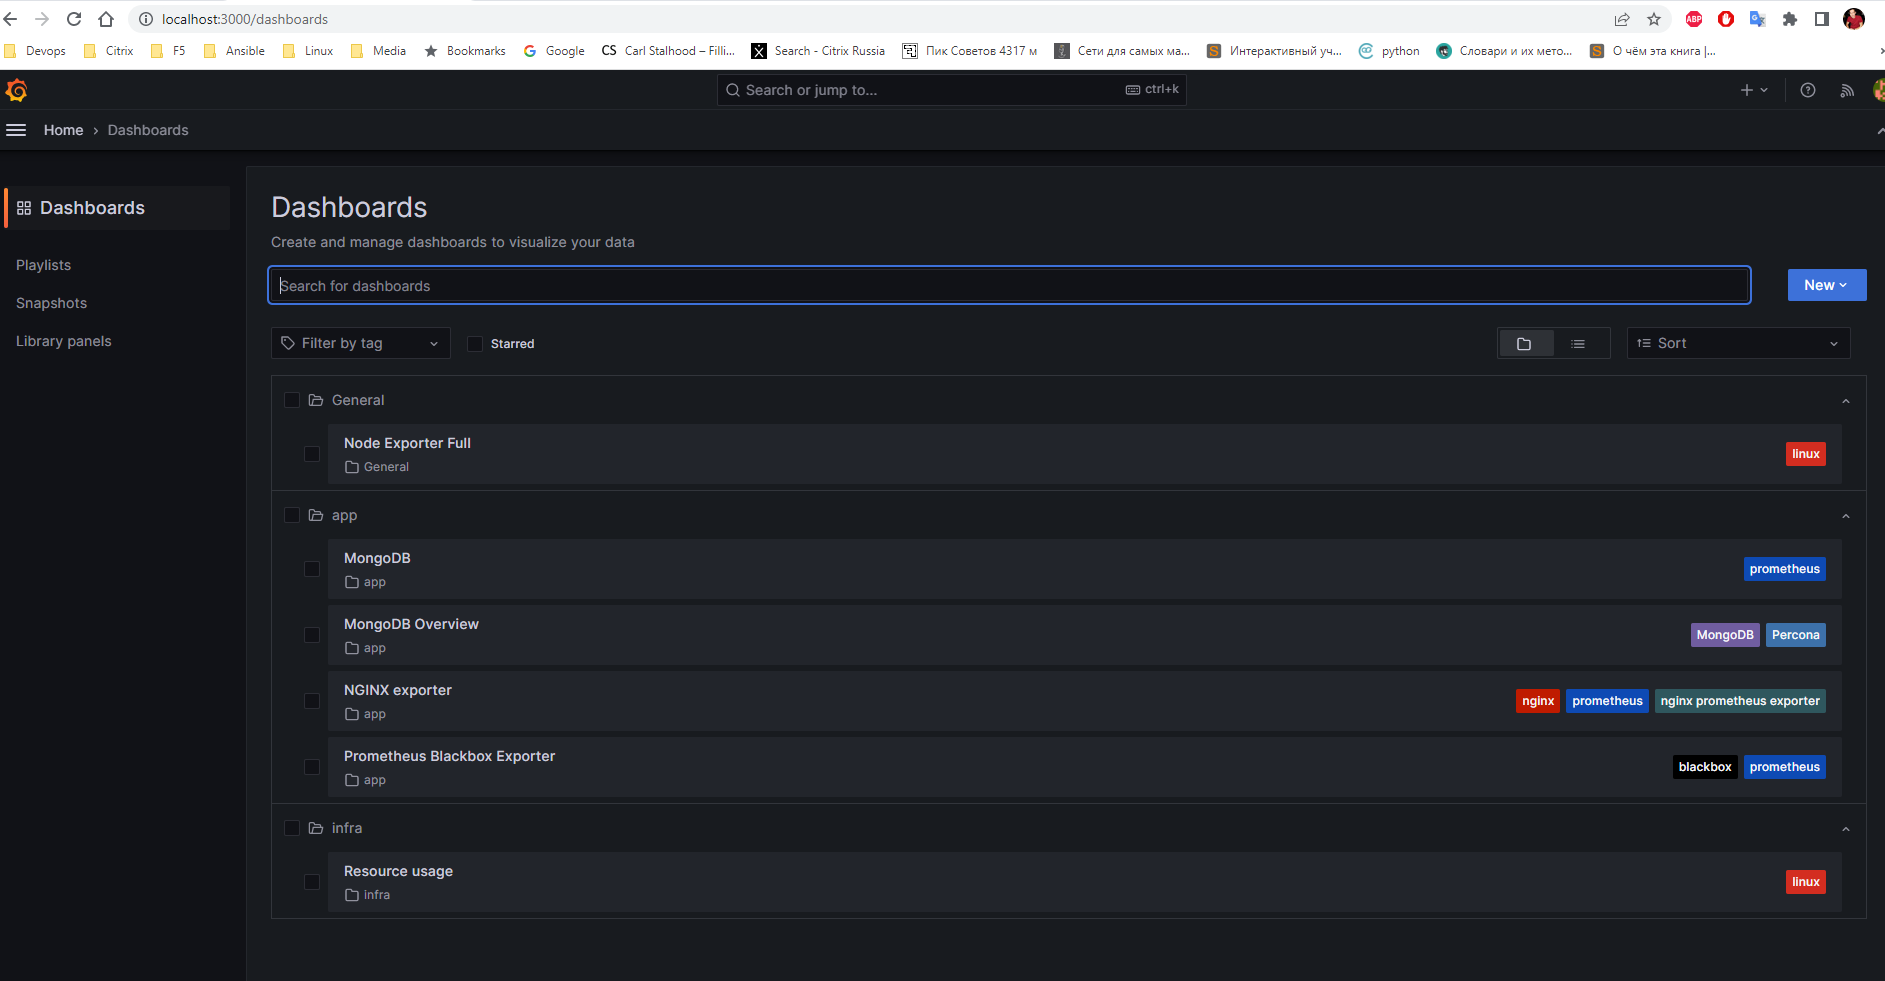 localhost:3000/dashboards
ABP
Devops Citrix F5 Ansible Linux Media Bookmarks Google CS Carl Stalhood – Filli... Search - Citrix Russia Пик Советов 4317 м Сети для самых ма... Интерактивный уч... python Словари и их мето... О чём эта книга |...
Search or jump to... ctrl+k
Home › Dashboards
Dashboards
Playlists
Snapshots
Library panels
Dashboards
Create and manage dashboards to visualize your data
Search for dashboards
New
Filter by tag Starred Sort
General
Node Exporter Full
General
linux
app
MongoDB
app
prometheus
MongoDB Overview
app
MongoDB Percona
NGINX exporter
app
nginx prometheus nginx prometheus exporter
Prometheus Blackbox Exporter
app
blackbox prometheus
infra
Resource usage
infra
linux